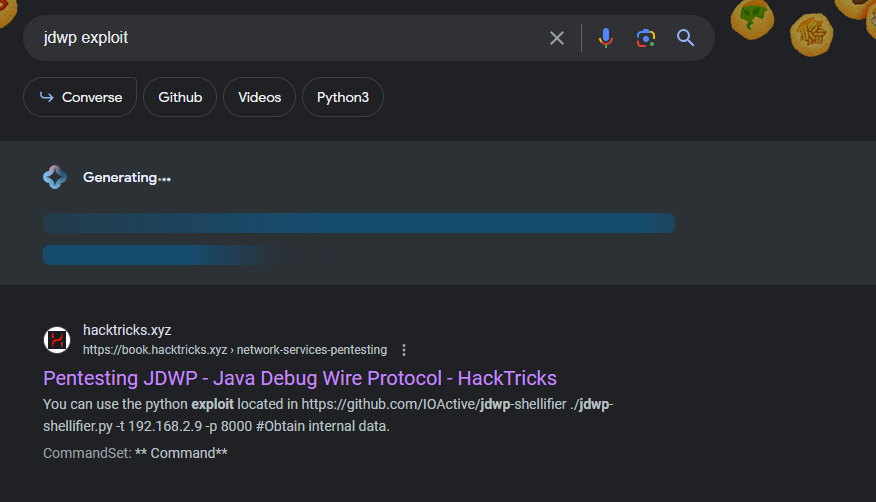 jdwp exploit
Converse Github Videos Python3
Generating...
hacktricks.xyz
https://book.hacktricks.xyz › network-services-pentesting
Pentesting JDWP - Java Debug Wire Protocol - HackTricks
You can use the python exploit located in https://github.com/IOActive/jdwp-shellifier ./jdwp-
shellifier.py -t 192.168.2.9 -p 8000 #Obtain internal data.
CommandSet: ** Command**